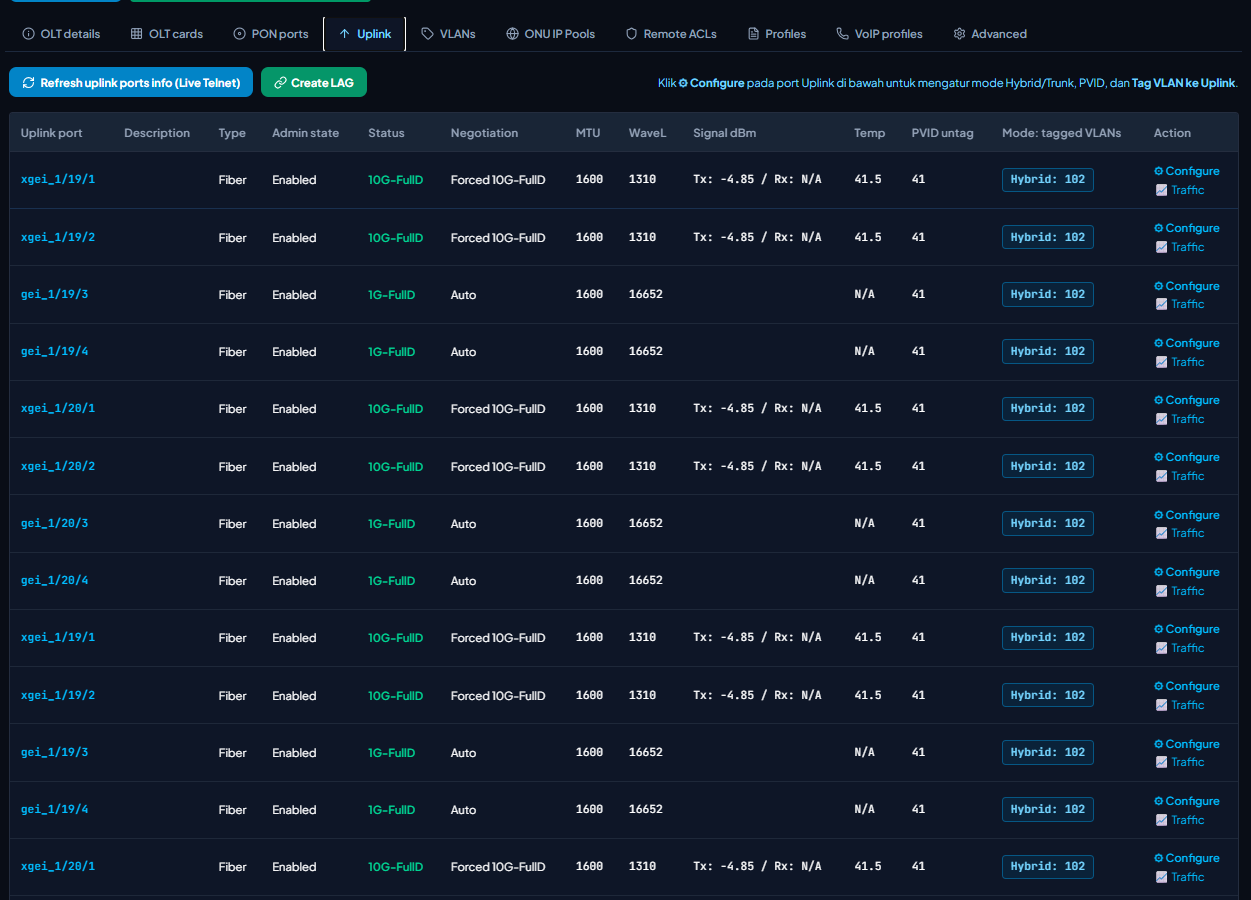 OLT details OLT cards PON ports Uplink VLANs ONU IP Pools Remote ACLs Profiles VoIP profiles Advanced
Refresh uplink ports info (Live Telnet) Create LAG Klik ⚙ Configure pada port Uplink di bawah untuk mengatur mode Hybrid/Trunk, PVID, dan Tag VLAN ke Uplink.
Uplink port Description Type Admin state Status Negotiation MTU WaveL Signal dBm Temp PVID untag Mode: tagged VLANs Action
xgei_1/19/1 Fiber Enabled 10G-FullD Forced 10G-FullD 1600 1310 Tx: -4.85 / Rx: N/A 41.5 41 Hybrid: 102 ⚙ Configure
Traffic
xgei_1/19/2 Fiber Enabled 10G-FullD Forced 10G-FullD 1600 1310 Tx: -4.85 / Rx: N/A 41.5 41 Hybrid: 102 ⚙ Configure
Traffic
gei_1/19/3 Fiber Enabled 1G-FullD Auto 1600 16652 N/A 41 Hybrid: 102 ⚙ Configure
Traffic
gei_1/19/4 Fiber Enabled 1G-FullD Auto 1600 16652 N/A 41 Hybrid: 102 ⚙ Configure
Traffic
xgei_1/20/1 Fiber Enabled 10G-FullD Forced 10G-FullD 1600 1310 Tx: -4.85 / Rx: N/A 41.5 41 Hybrid: 102 ⚙ Configure
Traffic
xgei_1/20/2 Fiber Enabled 10G-FullD Forced 10G-FullD 1600 1310 Tx: -4.85 / Rx: N/A 41.5 41 Hybrid: 102 ⚙ Configure
Traffic
gei_1/20/3 Fiber Enabled 1G-FullD Auto 1600 16652 N/A 41 Hybrid: 102 ⚙ Configure
Traffic
gei_1/20/4 Fiber Enabled 1G-FullD Auto 1600 16652 N/A 41 Hybrid: 102 ⚙ Configure
Traffic
xgei_1/19/1 Fiber Enabled 10G-FullD Forced 10G-FullD 1600 1310 Tx: -4.85 / Rx: N/A 41.5 41 Hybrid: 102 ⚙ Configure
Traffic
xgei_1/19/2 Fiber Enabled 10G-FullD Forced 10G-FullD 1600 1310 Tx: -4.85 / Rx: N/A 41.5 41 Hybrid: 102 ⚙ Configure
Traffic
gei_1/19/3 Fiber Enabled 1G-FullD Auto 1600 16652 N/A 41 Hybrid: 102 ⚙ Configure
Traffic
gei_1/19/4 Fiber Enabled 1G-FullD Auto 1600 16652 N/A 41 Hybrid: 102 ⚙ Configure
Traffic
xgei_1/20/1 Fiber Enabled 10G-FullD Forced 10G-FullD 1600 1310 Tx: -4.85 / Rx: N/A 41.5 41 Hybrid: 102 ⚙ Configure
Traffic